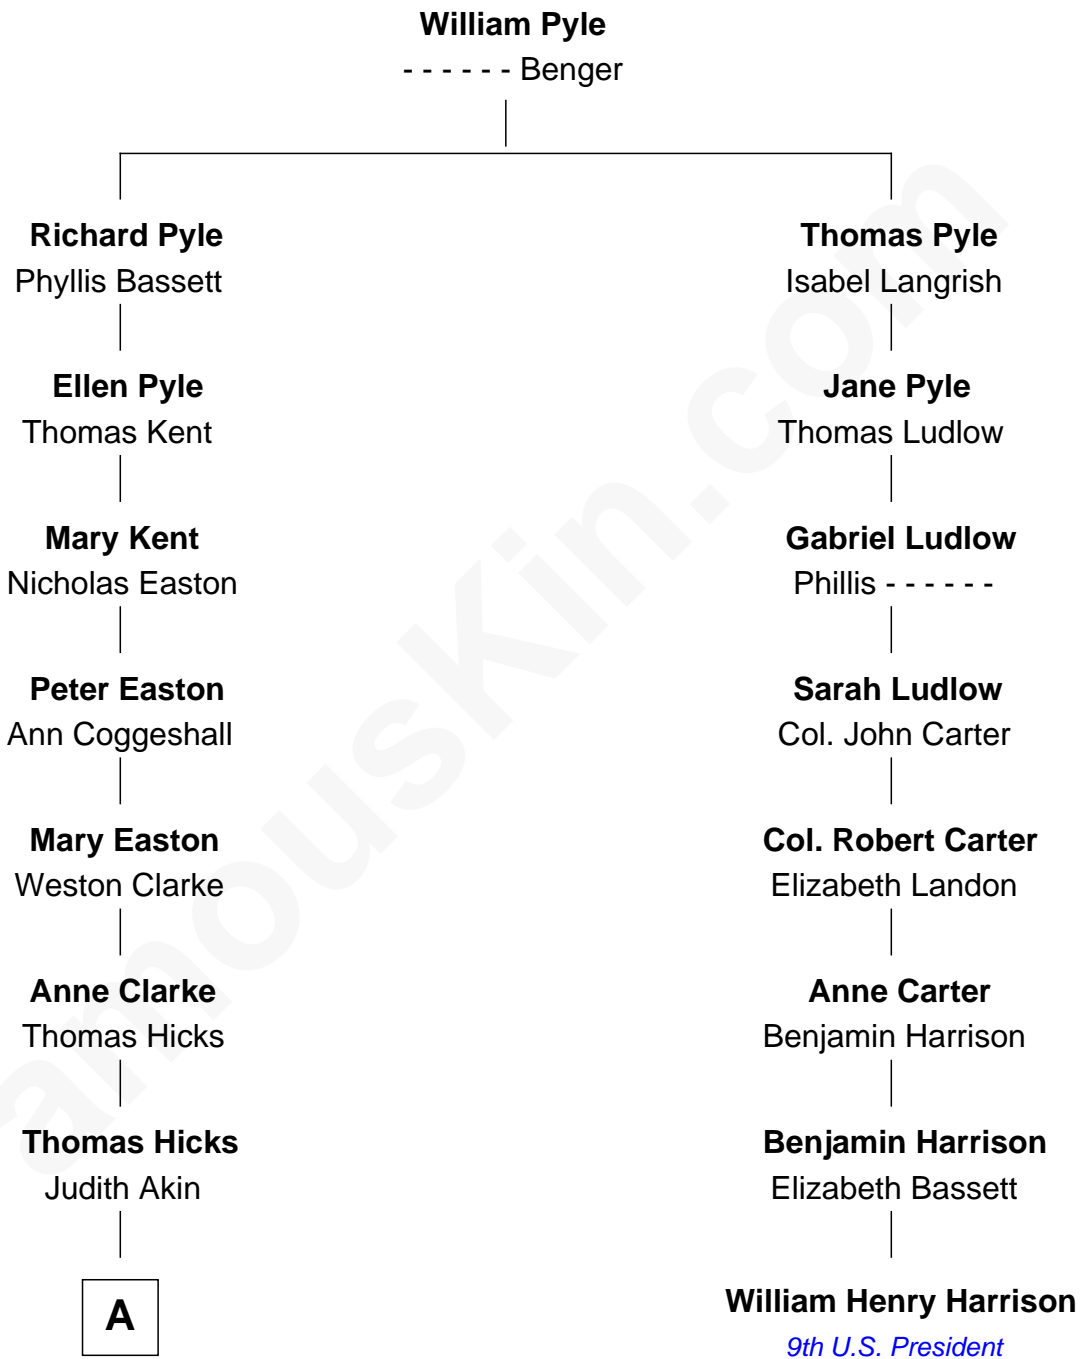 William Pyle
- - - - - - Benger
Richard Pyle
Phyllis Bassett
Thomas Pyle
Isabel Langrish
Ellen Pyle
Thomas Kent
Jane Pyle
Thomas Ludlow
Mary Kent
Nicholas Easton
Gabriel Ludlow
Phillis - - - - - -
Peter Easton
Ann Coggeshall
Sarah Ludlow
Col. John Carter
Mary Easton
Weston Clarke
Col. Robert Carter
Elizabeth Landon
Anne Clarke
Thomas Hicks
Anne Carter
Benjamin Harrison
Thomas Hicks
Judith Akin
Benjamin Harrison
Elizabeth Bassett
A
William Henry Harrison
9th U.S. President
amousKin.com